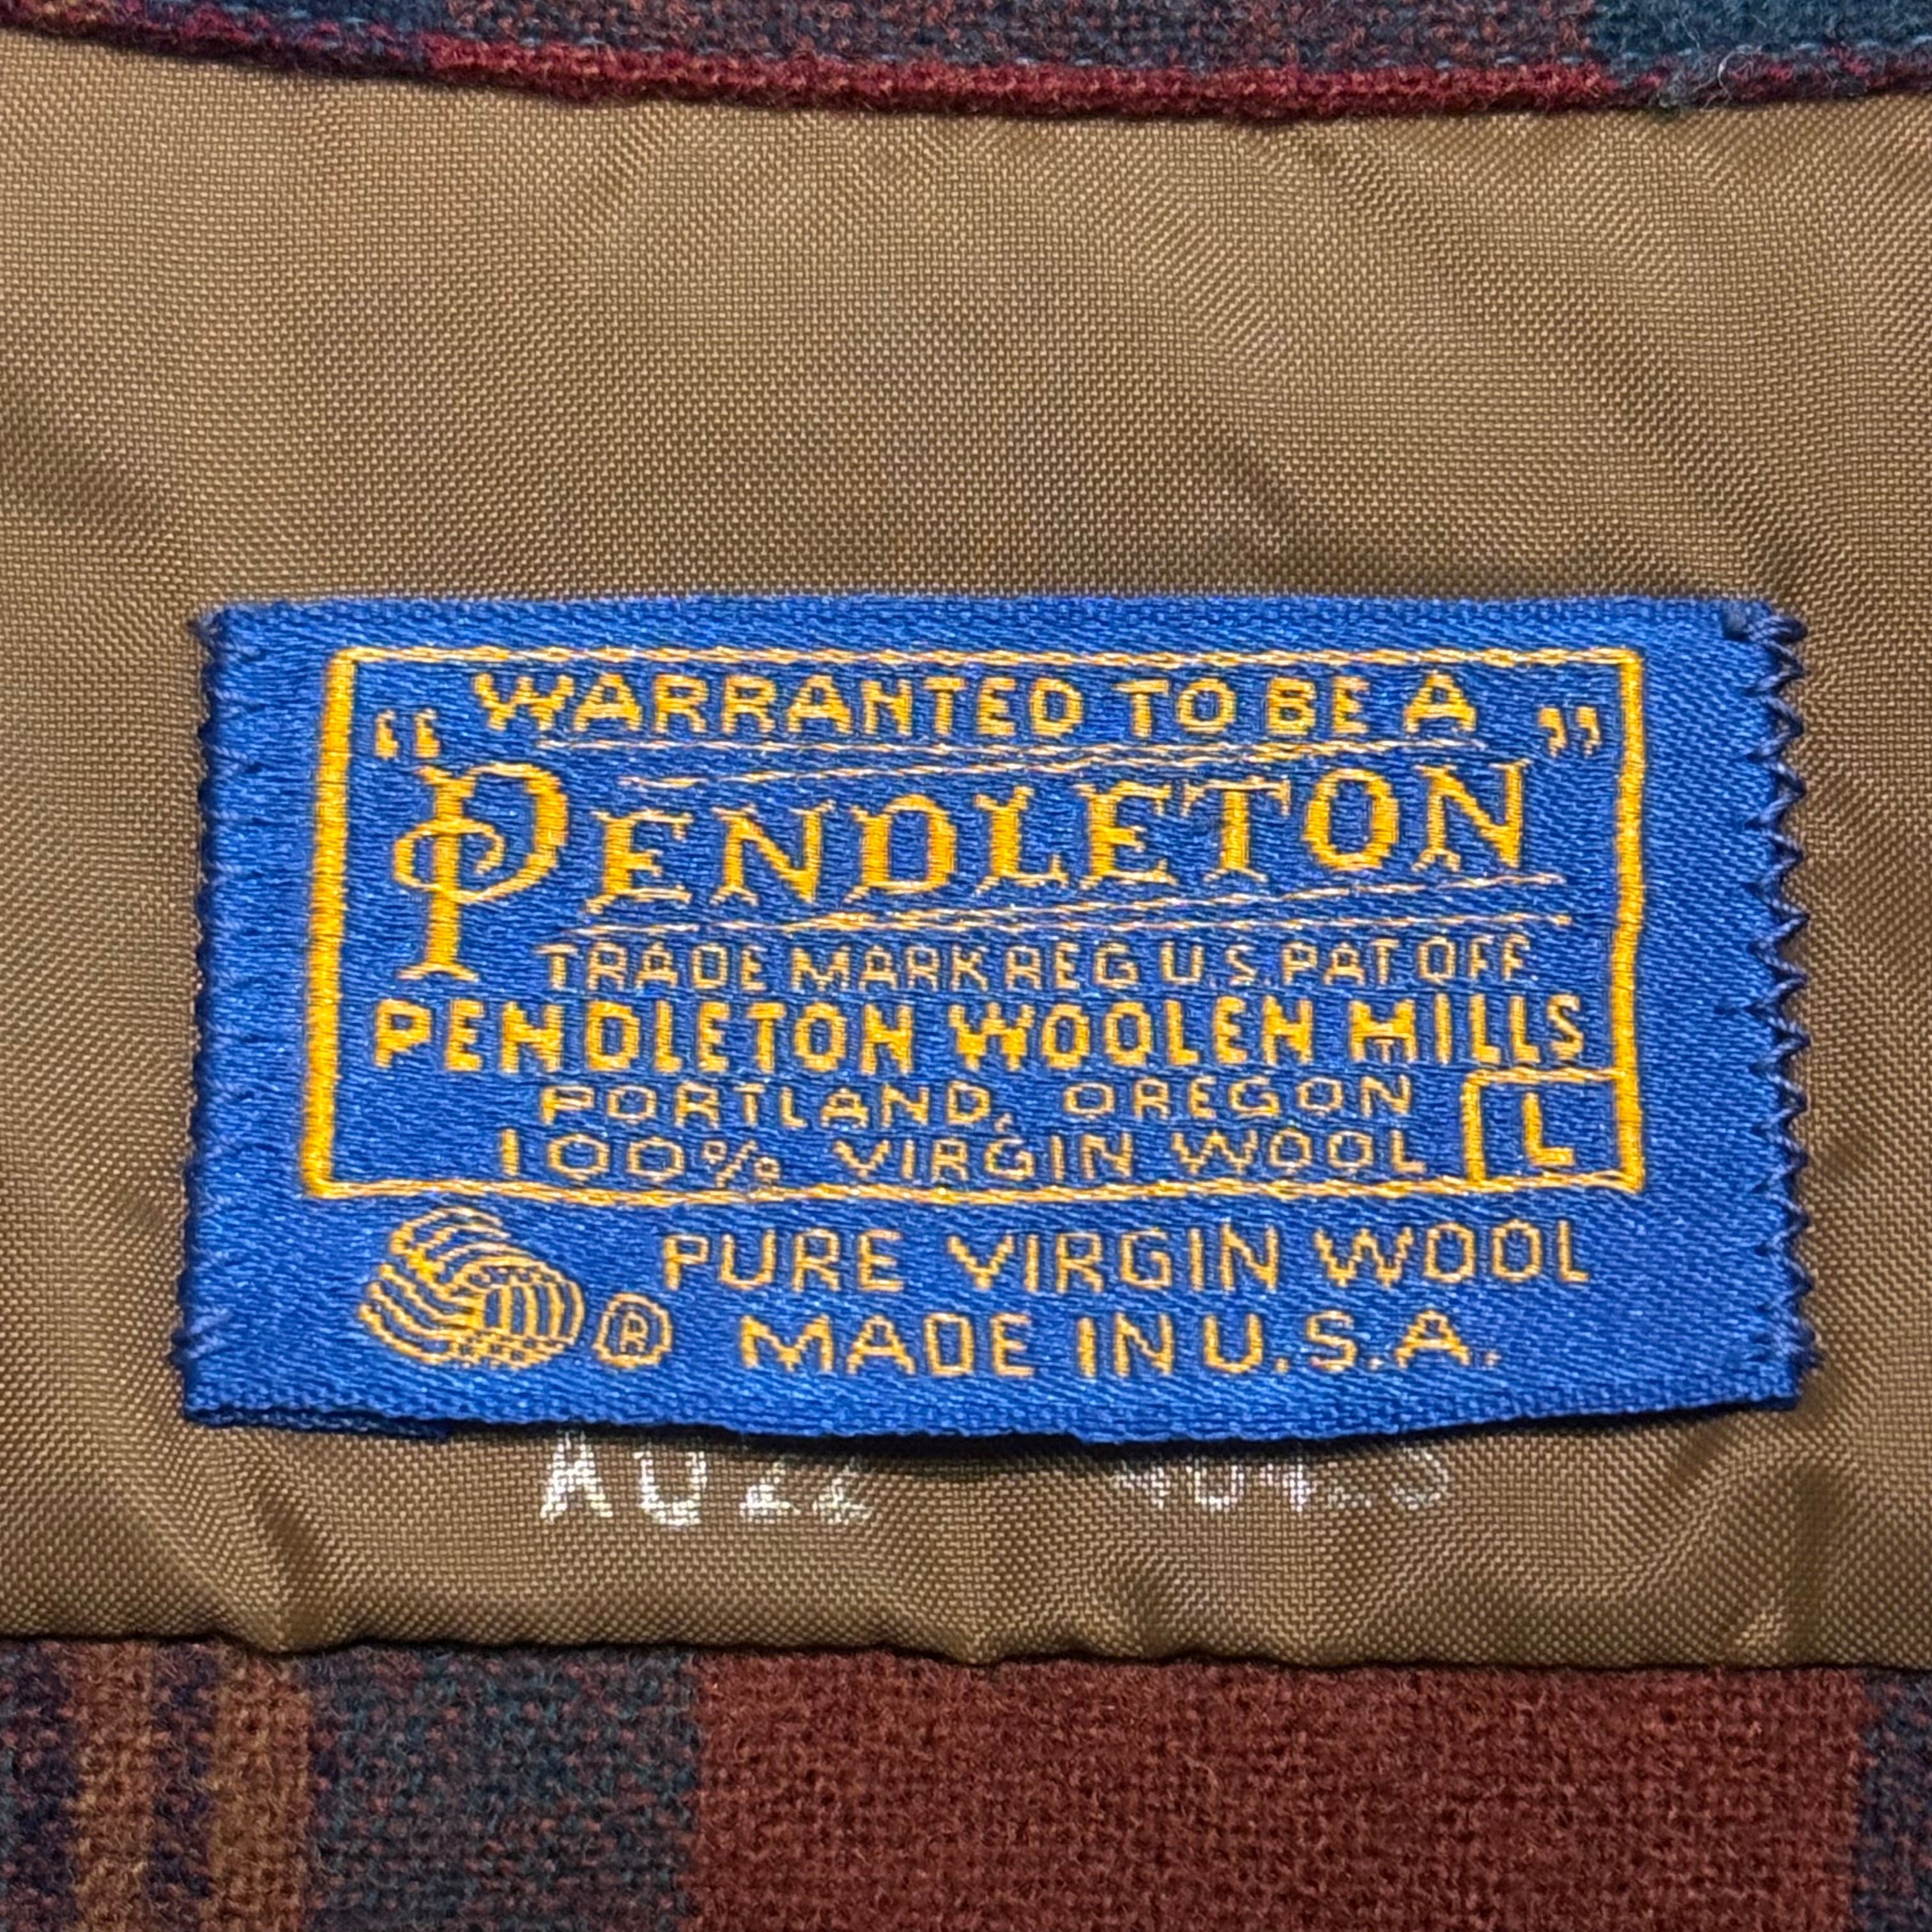 WARRANTED TO BE A
"PENDLETON"
TRADE MARK REG U.S. PAT OFF
PENDLETON WOOLEN MILLS
PORTLAND, OREGON
100% VIRGIN WOOL
L
® PURE VIRGIN WOOL
MADE IN U.S.A.